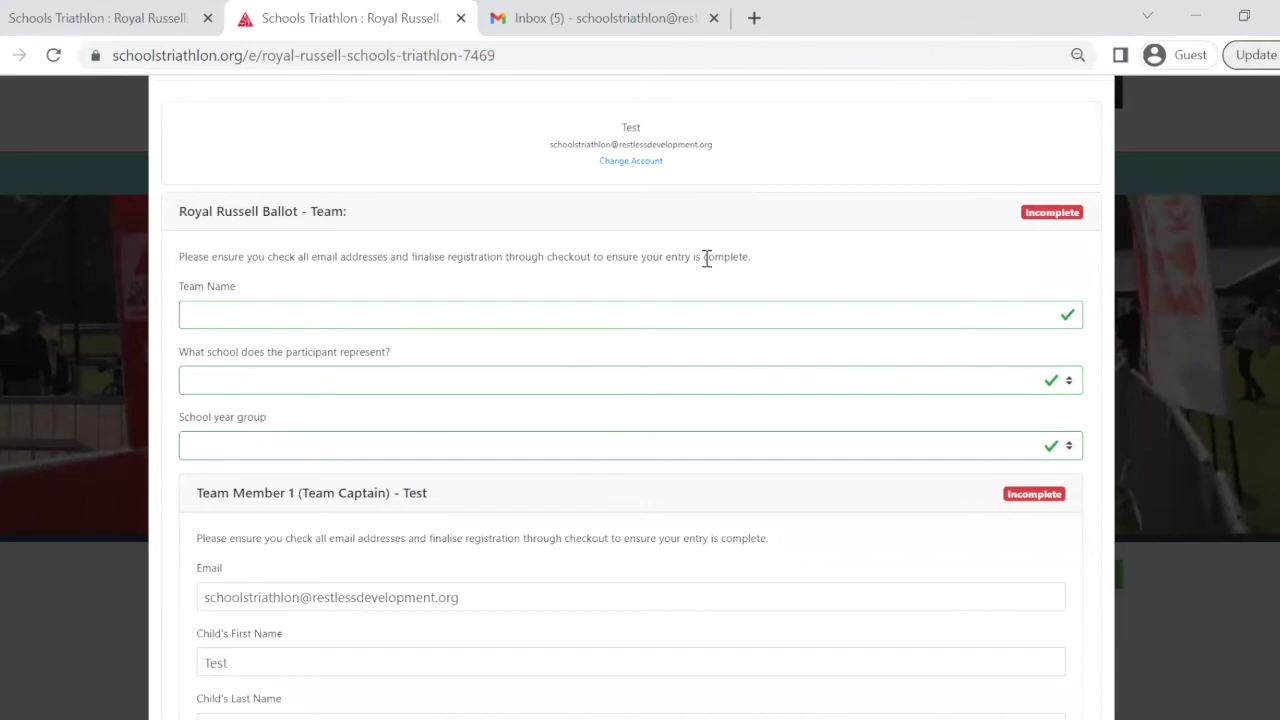 Schools Triathlon : Royal Russell.
Schools Triathlon : Royal Russell.
Inbox (5) - schoolstriathlon@rest
schoolstriathlon.org/e/royal-russell-schools-triathlon-7469
Guest
Update
Test
schoolstriathlon@restlessdevelopment.org
Change Account
Royal Russell Ballot - Team:
Incomplete
Please ensure you check all email addresses and finalise registration through checkout to ensure your entry is complete.
Team Name
What school does the participant represent?
School year group
Team Member 1 (Team Captain) - Test
Incomplete
Please ensure you check all email addresses and finalise registration through checkout to ensure your entry is complete.
Email
schoolstriathlon@restlessdevelopment.org
Child's First Name
Test
Child's Last Name